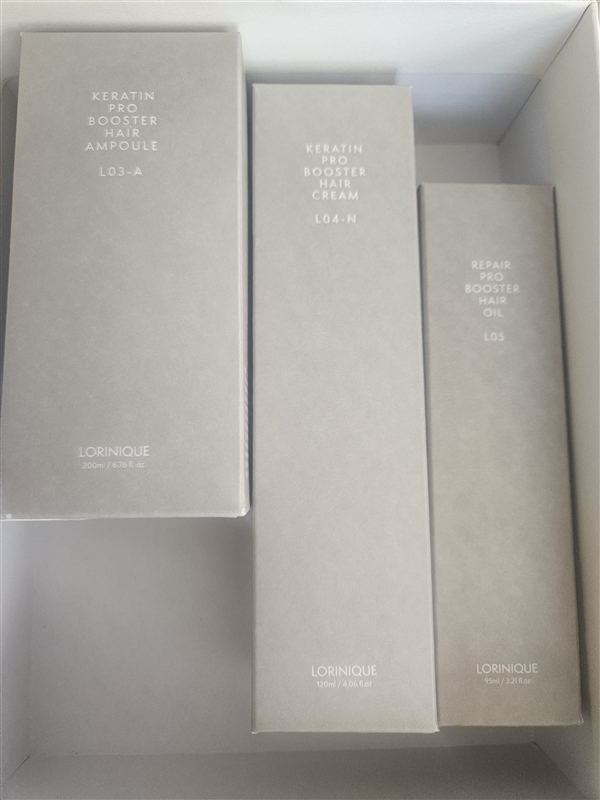 KERATIN
PRO
BOOSTER
HAIR
AMPOULE
L03-A
LORINIQUE
200ml / 6.76 fl. oz
KERATIN
PRO
BOOSTER
HAIR
CREAM
L04-N
LORINIQUE
120ml / 4.06 fl.oz
REPAIR
PRO
BOOSTER
HAIR
OIL
L05
LORINIQUE
95ml / 3.21 fl.oz